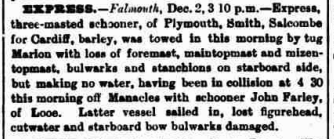 EXPRESS.—Falmouth, Dec. 2, 3 10 p.m.—Express,
three-masted schooner, of Plymouth, Smith, Salcombe
for Cardiff, barley, was towed in this morning by tug
Marion with loss of foremast, maintopmast and mizen-
topmast, bulwarks and stanchions on starboard side,
but making no water, having been in collision at 4 30
this morning off Manacles with schooner John Farley,
of Looe. Latter vessel sailed in, lost figurehead,
cutwater and starboard bow bulwarks damaged.